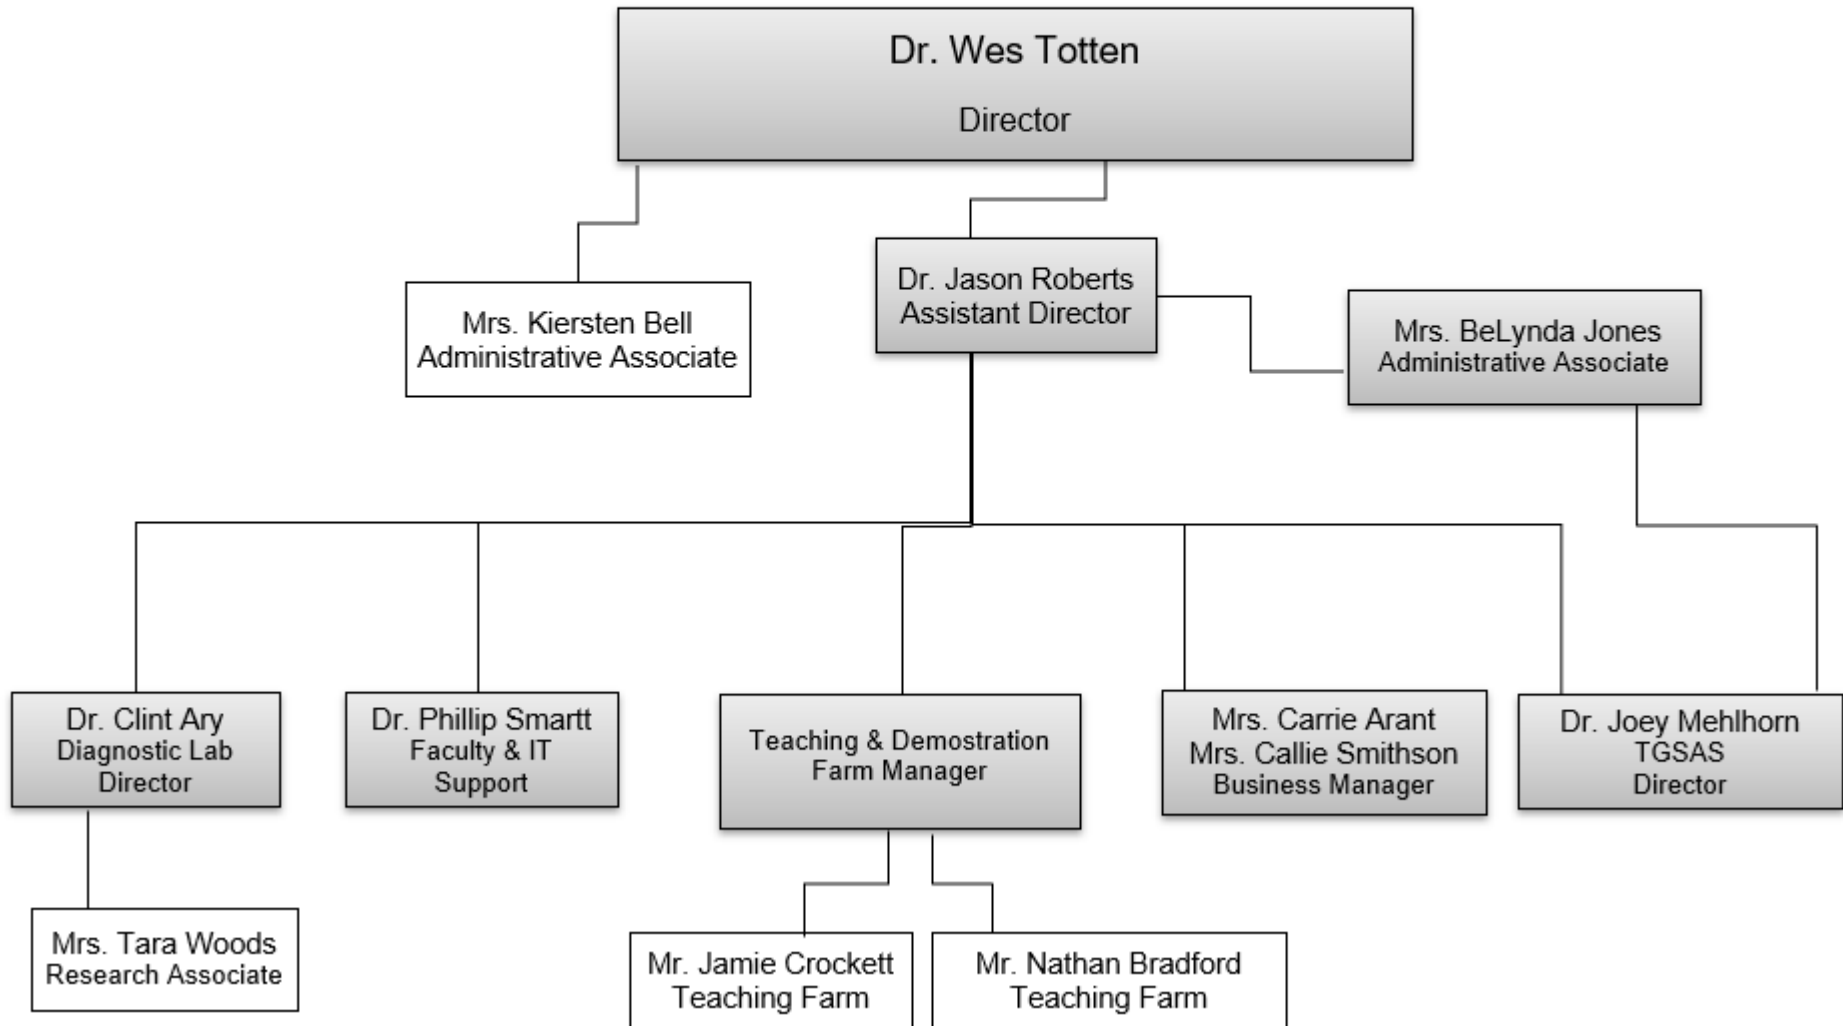 Dr. Wes Totten
Director
Mrs. Kiersten Bell
Administrative Associate
Dr. Jason Roberts
Assistant Director
Mrs. BeLynda Jones
Administrative Associate
Dr. Clint Ary
Diagnostic Lab
Director
Dr. Phillip Smartt
Faculty & IT
Support
Teaching & Demostration
Farm Manager
Mrs. Carrie Arant
Mrs. Callie Smithson
Business Manager
Dr. Joey Mehlhorn
TGSAS
Director
Mrs. Tara Woods
Research Associate
Mr. Jamie Crockett
Teaching Farm
Mr. Nathan Bradford
Teaching Farm